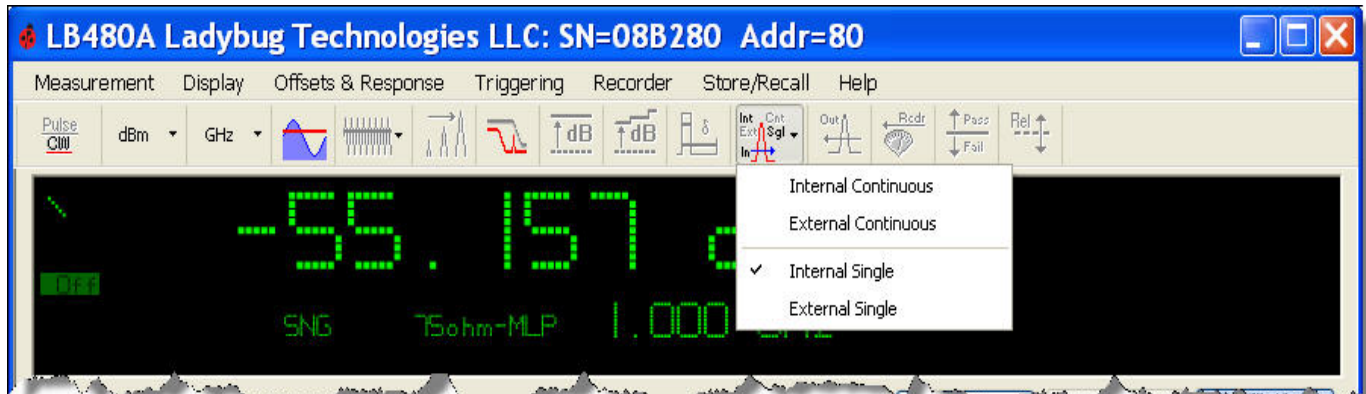 LB480A Ladybug Technologies LLC: SN=08B280 Addr=80
Measurement Display Offsets & Response Triggering Recorder Store/Recall Help
Pulse
CW
dBm
GHz
dB
dB
δ
Int Cnt
Ext Sgl
In
Out
Rcdr
Pass
Fail
Rel
Internal Continuous
External Continuous
Internal Single
External Single
-55.157
Off
SNG 75ohm-MLP 1.000